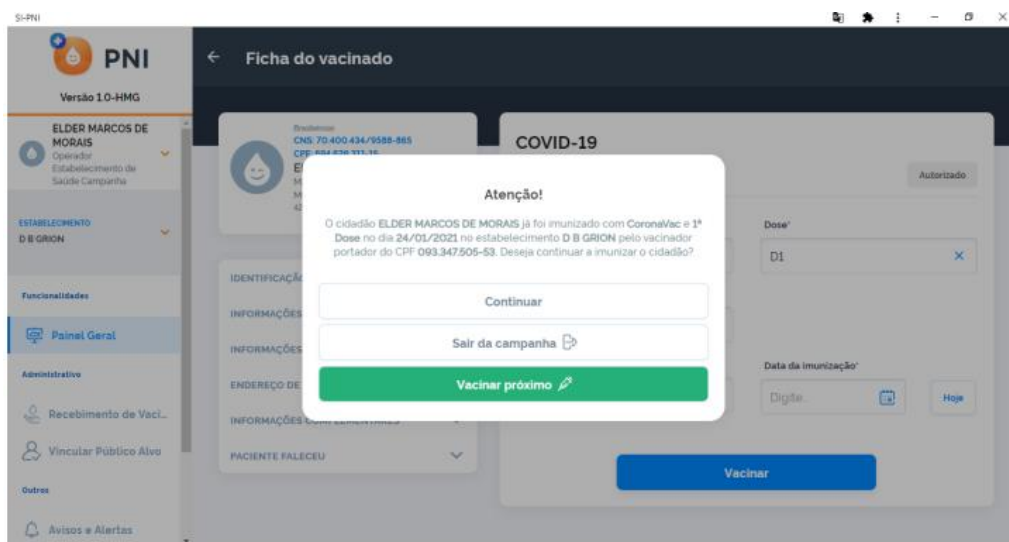 SI-PNI
PNI
Versão 1.0-HMG
ELDER MARCOS DE
MORAIS
Operador
Estabelecimento de
Saúde Campanha
ESTABELECIMENTO
D B GRION
Funcionalidades
Painel Geral
Administrativo
Recebimento de Vaci...
Vincular Público Alvo
Outros
Avisos e Alertas
Ficha do vacinado
CNS: 70.400.434/9588-865
COVID-19
Autorizado
Dose*
D1
Data da imunização*
Digite...
Hoje
Vacinar
IDENTIFICAÇÃ
INFORMAÇÕES
INFORMAÇÕES
ENDEREÇO DE
INFORMAÇÕES COMPLEMENTARES
PACIENTE FALECEU
Atenção!
O cidadão ELDER MARCOS DE MORAIS já foi imunizado com CoronaVac e 1ª
Dose no dia 24/01/2021 no estabelecimento D B GRION pelo vacinador
portador do CPF 093.347.505-53. Deseja continuar a imunizar o cidadão?
Continuar
Sair da campanha
Vacinar próximo